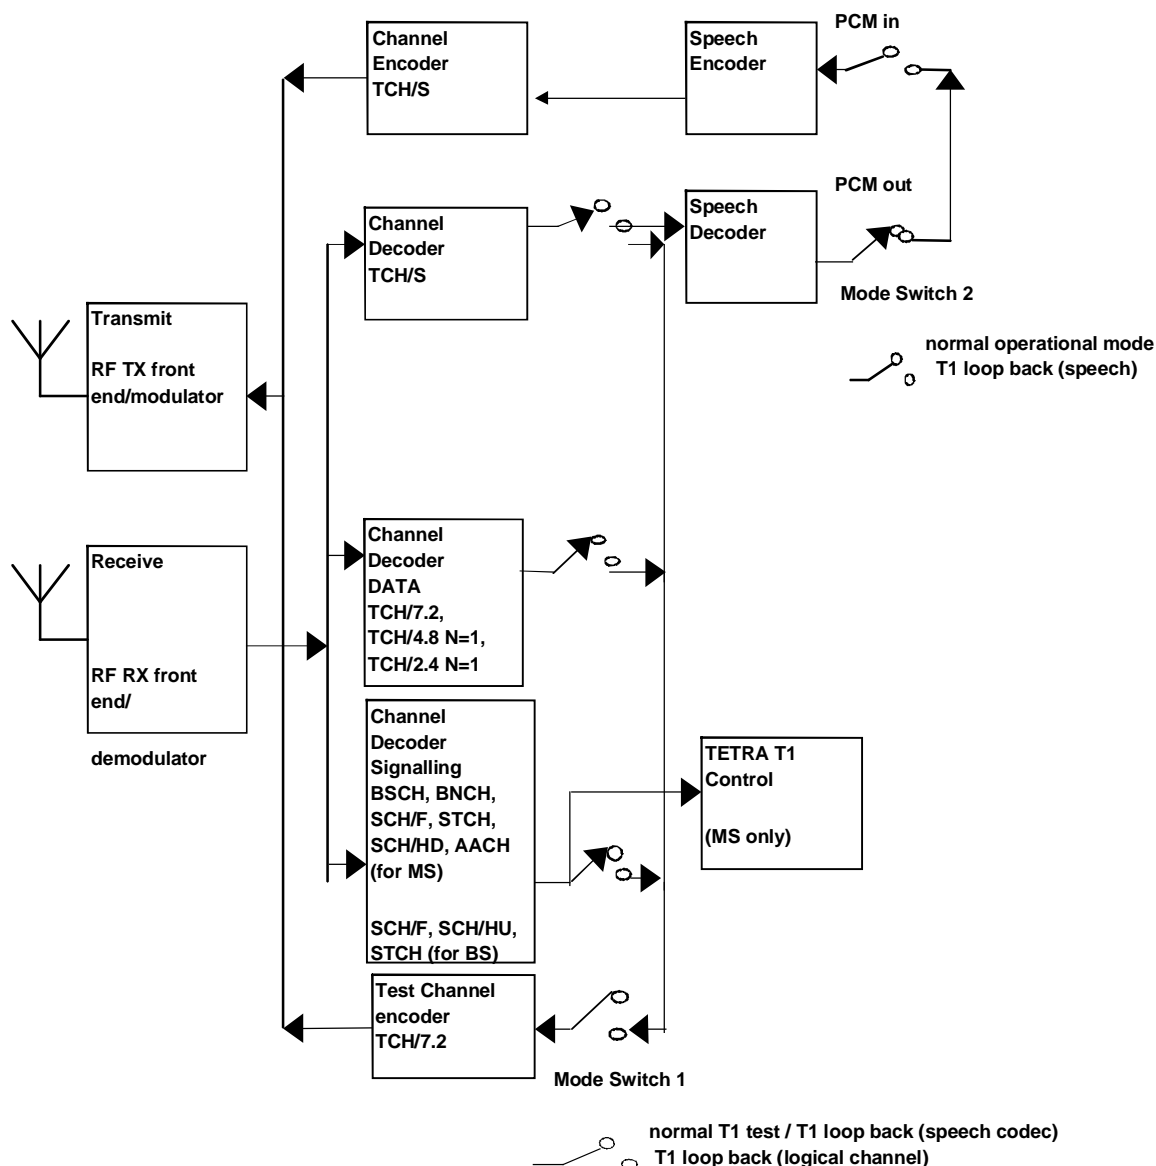 PCM in
Channel
Encoder
TCH/S
Speech
Encoder
PCM out
Channel
Decoder
TCH/S
Speech
Decoder
Mode Switch 2
normal operational mode
T1 loop back (speech)
Transmit
RF TX front
end/modulator
Receive
RF RX front
end/
demodulator
Channel
Decoder
DATA
TCH/7.2,
TCH/4.8 N=1,
TCH/2.4 N=1
Channel
Decoder
Signalling
BSCH, BNCH,
SCH/F, STCH,
SCH/HD, AACH
(for MS)
SCH/F, SCH/HU,
STCH (for BS)
TETRA T1
Control
(MS only)
Test Channel
encoder
TCH/7.2
Mode Switch 1
normal T1 test / T1 loop back (speech codec)
T1 loop back (logical channel)